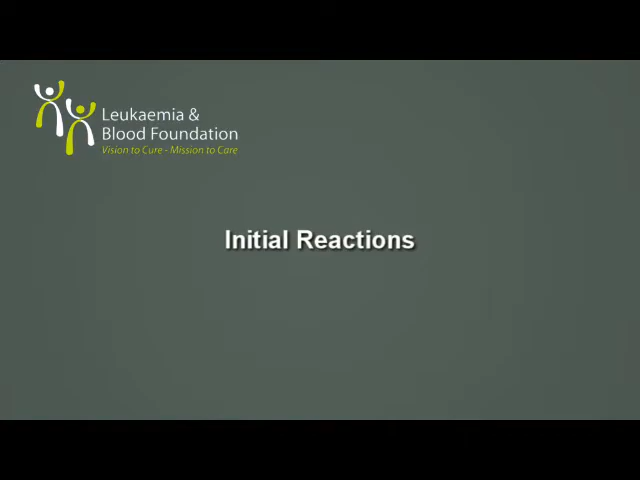 Leukaemia &
Blood Foundation
Vision to Cure - Mission to Care
Initial Reactions